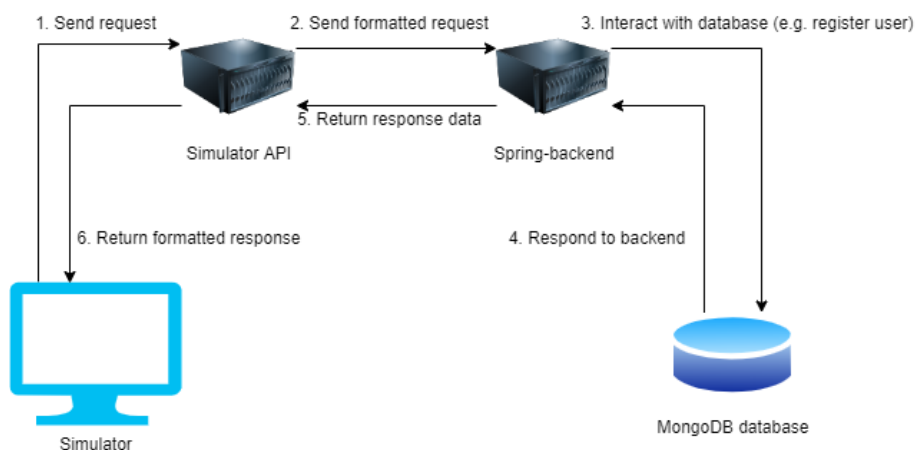 1. Send request
2. Send formatted request
3. Interact with database (e.g. register user)
5. Return response data
Simulator API
Spring-backend
6. Return formatted response
4. Respond to backend
MongoDB database
Simulator